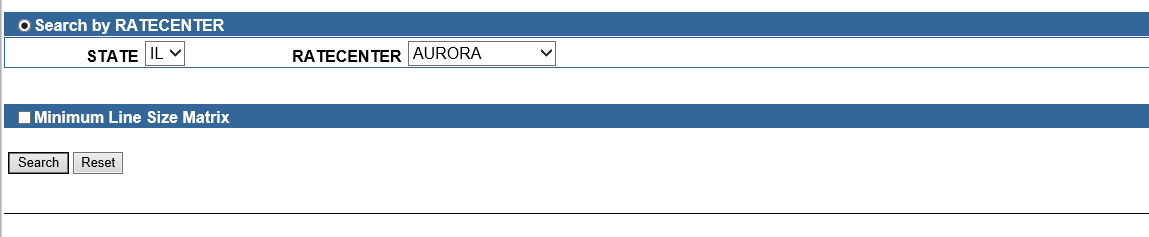 Search by RATECENTER
STATE IL RATECENTER AURORA
Minimum Line Size Matrix
Search Reset